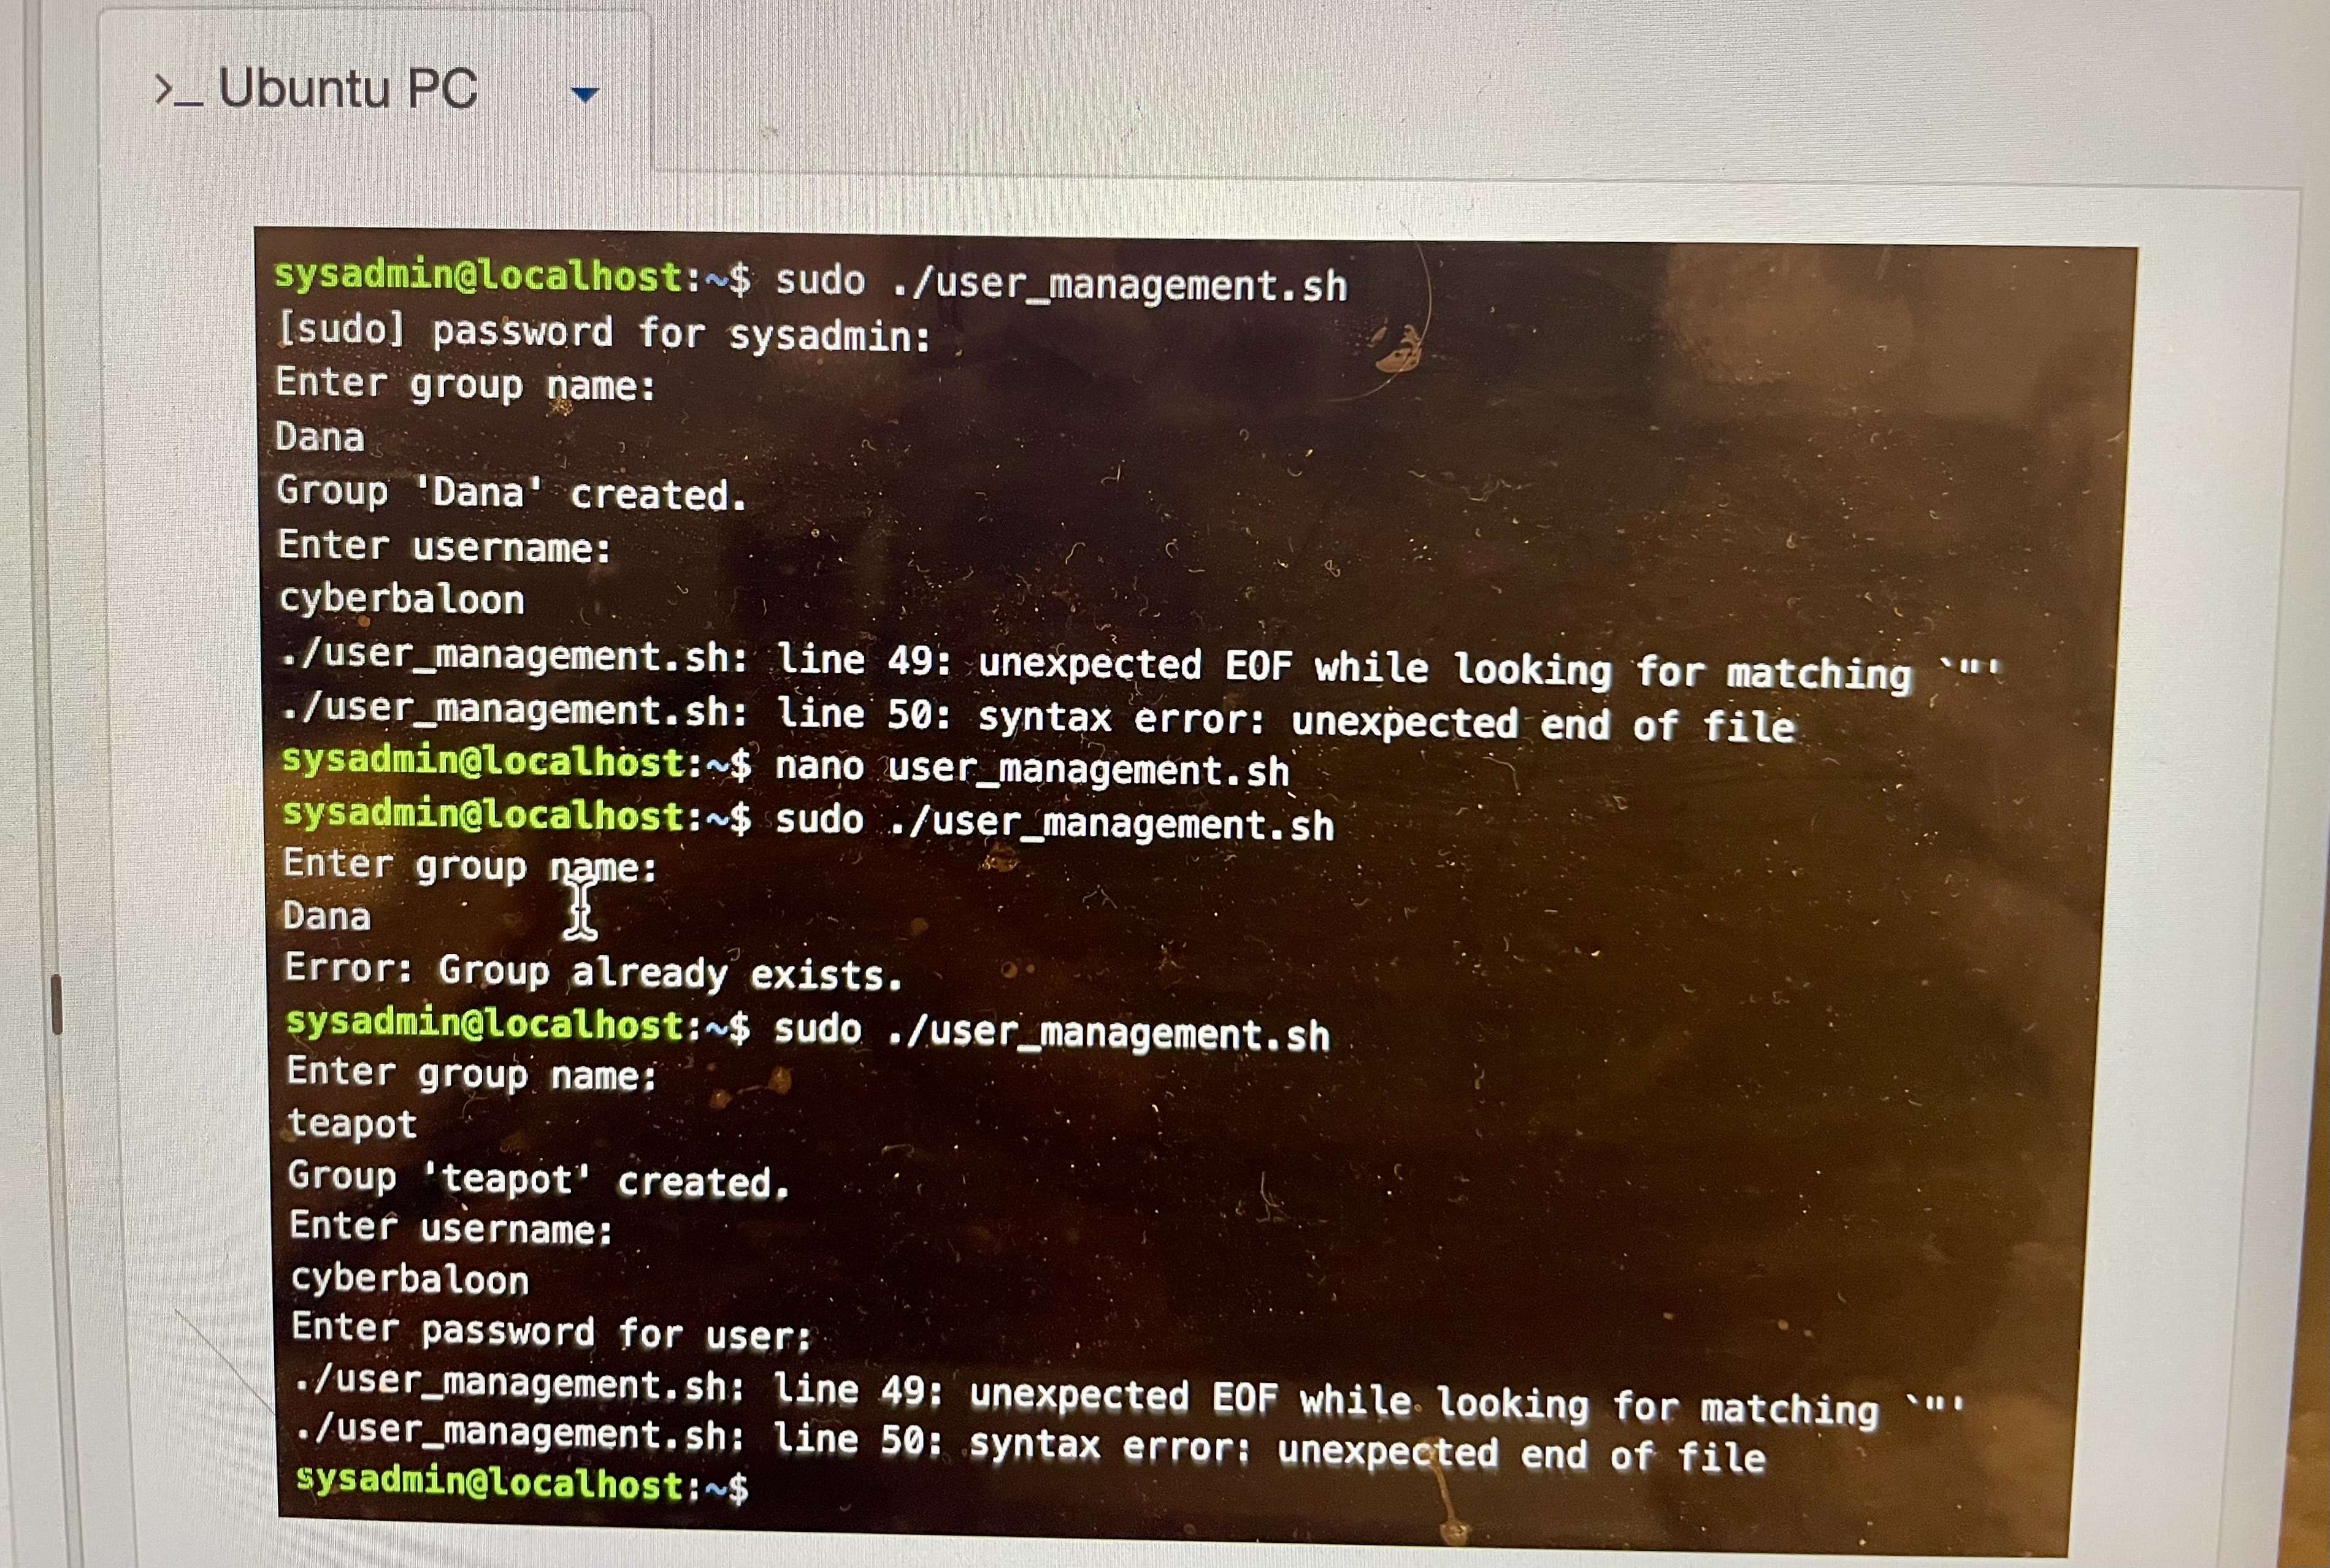 >_ Ubuntu PC
sysadmin@localhost:~$ sudo ./user_management.sh
[sudo] password for sysadmin:
Enter group name:
Dana
Group 'Dana' created.
Enter username:
cyberbaloon
./user_management.sh: line 49: unexpected EOF while looking for matching `"'
./user_management.sh: line 50: syntax error: unexpected end of file
sysadmin@localhost:~$ nano user_management.sh
sysadmin@localhost:~$ sudo ./user_management.sh
Enter group name:
Dana
Error: Group already exists.
sysadmin@localhost:~$ sudo ./user_management.sh
Enter group name:
teapot
Group 'teapot' created.
Enter username:
cyberbaloon
Enter password for user:
./user_management.sh: line 49: unexpected EOF while looking for matching `"'
./user_management.sh: line 50: syntax error: unexpected end of file
sysadmin@localhost:~$